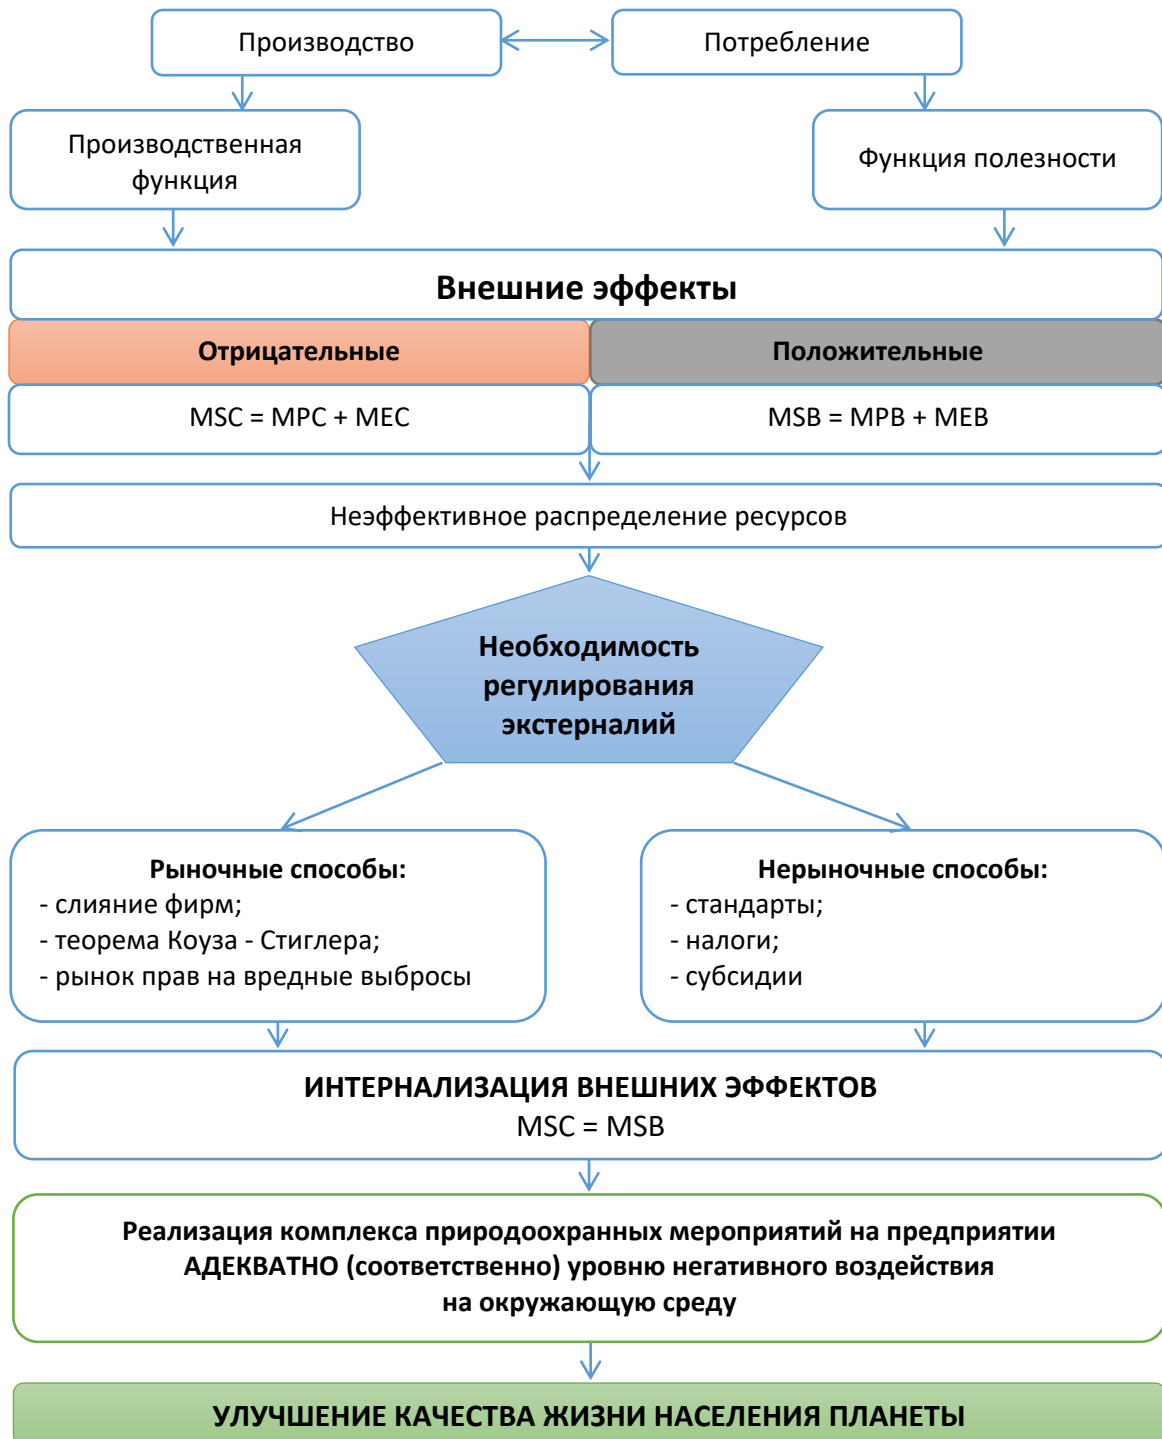 Производство
Потребление
Производственная
функция
Функция полезности
Внешние эффекты
Отрицательные
Положительные
MSC = MPC + MEC
MSB = MPB + MEB
Неэффективное распределение ресурсов
Необходимость
регулирования
экстерналий
Рыночные способы:
- слияние фирм;
- теорема Коуза - Стиглера;
- рынок прав на вредные выбросы
Нерыночные способы:
- стандарты;
- налоги;
- субсидии
ИНТЕРНАЛИЗАЦИЯ ВНЕШНИХ ЭФФЕКТОВ
MSC = MSB
Реализация комплекса природоохранных мероприятий на предприятии
АДЕКВАТНО (соответственно) уровню негативного воздействия
на окружающую среду
УЛУЧШЕНИЕ КАЧЕСТВА ЖИЗНИ НАСЕЛЕНИЯ ПЛАНЕТЫ